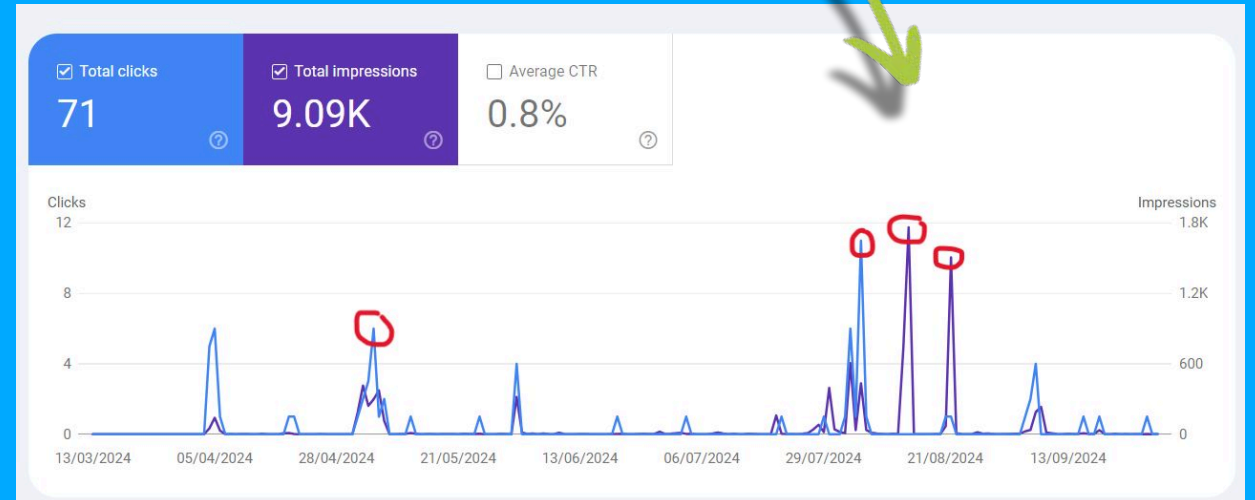 Total clicks
71
Total impressions
9.09K
Average CTR
0.8%
Clicks
Impressions
12
1.8K
8
1.2K
4
600
0
0
13/03/2024 05/04/2024 28/04/2024 21/05/2024 13/06/2024 06/07/2024 29/07/2024 21/08/2024 13/09/2024